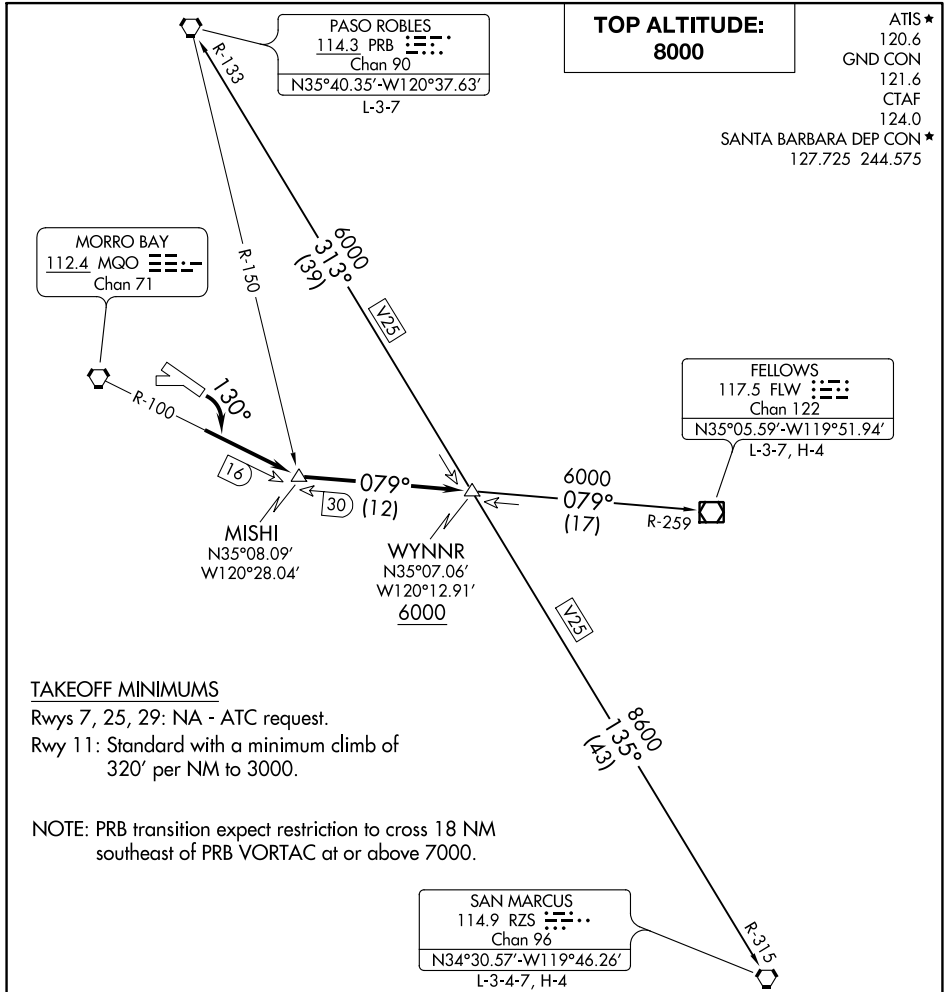 TOP ALTITUDE:
8000
ATIS★
120.6
GND CON
121.6
CTAF
124.0
SANTA BARBARA DEP CON★
127.725 244.575
PASO ROBLES
114.3 PRB
Chan 90
N35°40.35’-W120°37.63’
L-3-7
R-133
6000
313°
(39)
V25
R-150
MORRO BAY
112.4 MQO
Chan 71
R-100
130°
16
30
079°
(12)
MISHI
N35°08.09’
W120°28.04’
WYNNR
N35°07.06’
W120°12.91’
6000
6000
079°
(17)
R-259
FELLOWS
117.5 FLW
Chan 122
N35°05.59’-W119°51.94’
L-3-7, H-4
V25
8600
135°
(43)
R-315
TAKEOFF MINIMUMS
Rwys 7, 25, 29: NA - ATC request.
Rwy 11: Standard with a minimum climb of
320’ per NM to 3000.
NOTE: PRB transition expect restriction to cross 18 NM
southeast of PRB VORTAC at or above 7000.
SAN MARCUS
114.9 RZS
Chan 96
N34°30.57’-W119°46.26’
L-3-4-7, H-4